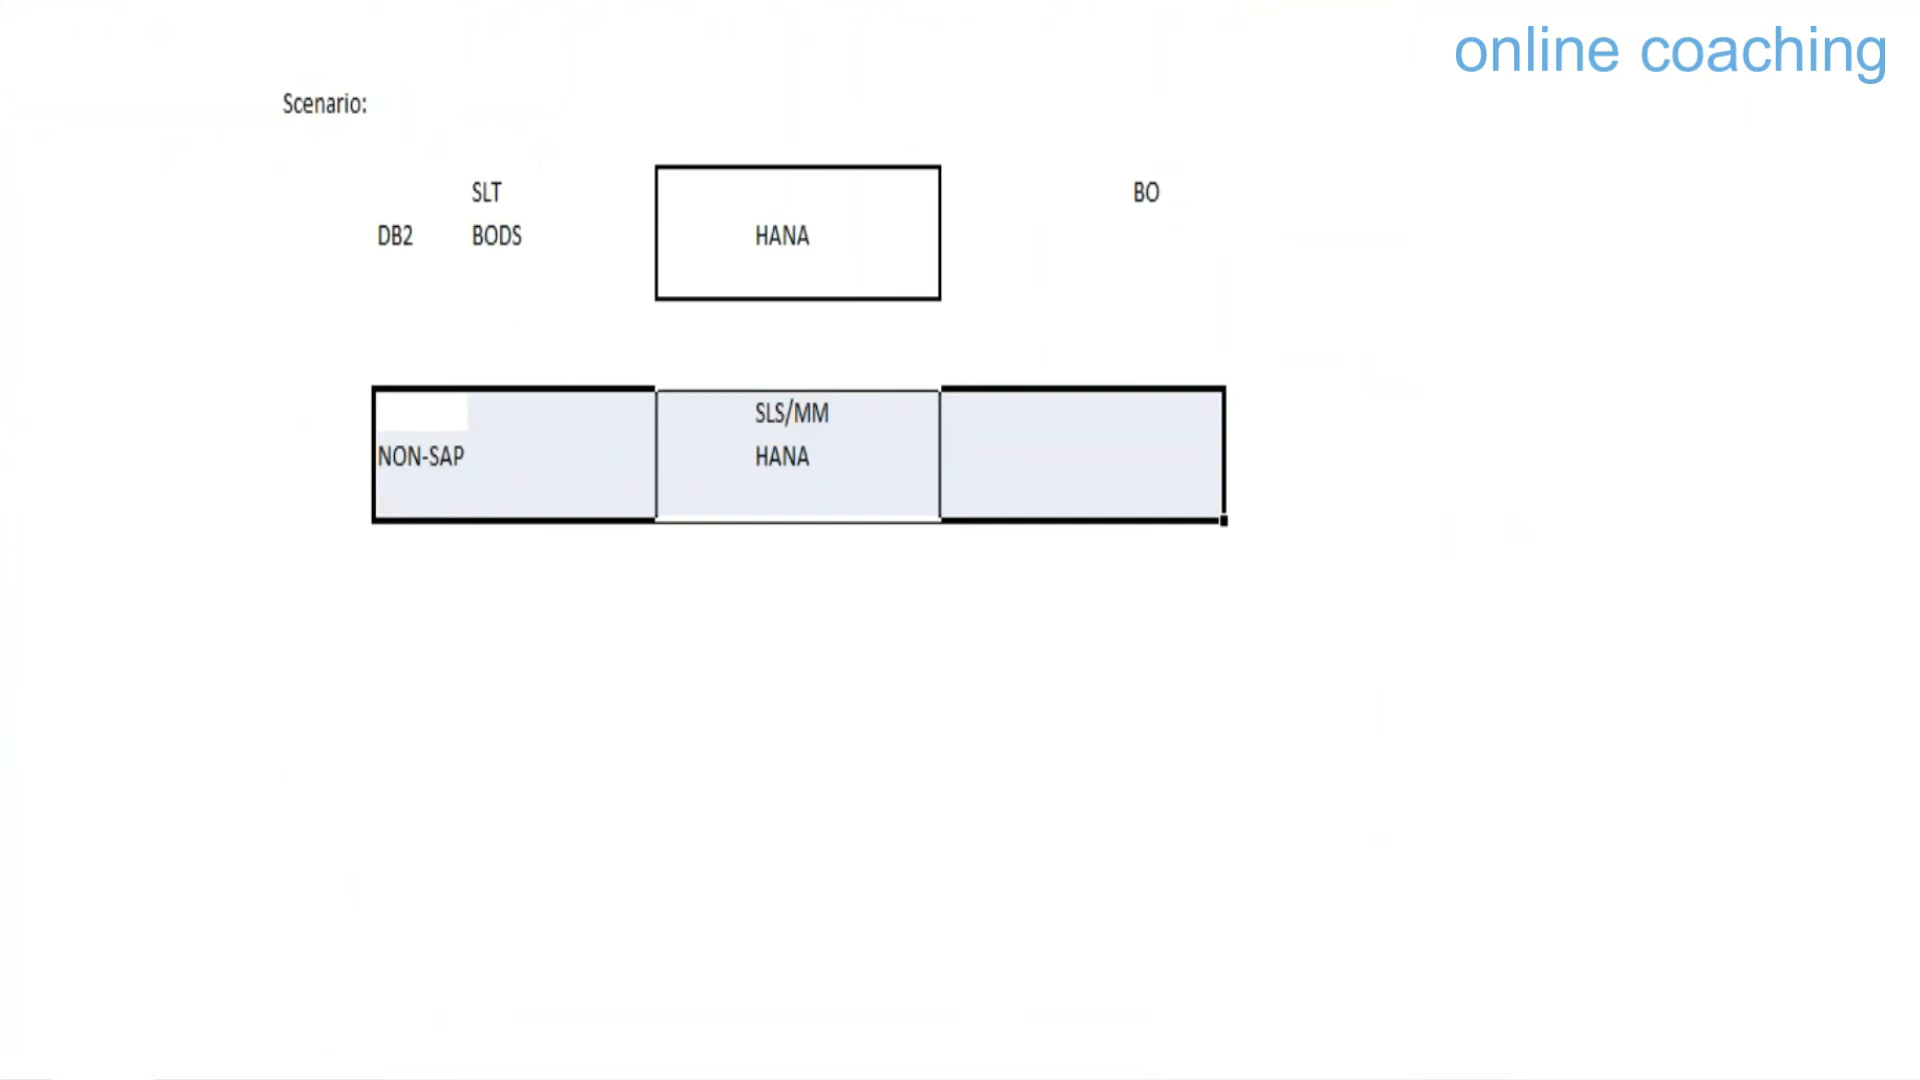 online coaching
Scenario:
SLT BO
DB2 BODS HANA
SLS/MM
NON-SAP HANA